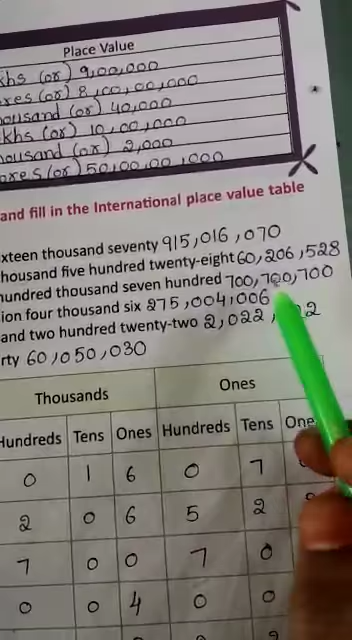 Place Value
khs (or) 9,00,000
ores (or) 8,00,00,000
housand (or) 40,000
khs (or) 10,00,000
housand (or) 2,000
ores (or) 50,00,00,000
and fill in the International place value table
xteen thousand seventy 915,016,070
housand five hundred twenty-eight 60,206,528
hundred thousand seven hundred 700,700,700
ion four thousand six 275,004,006
and two hundred twenty-two 2,022,
rty 60,050,030
Thousands Ones
Hundreds Tens Ones Hundreds Tens One
0 1 6 0 7
2 0 6 5 2
7 0 0 7 0
0 0 4 0 0